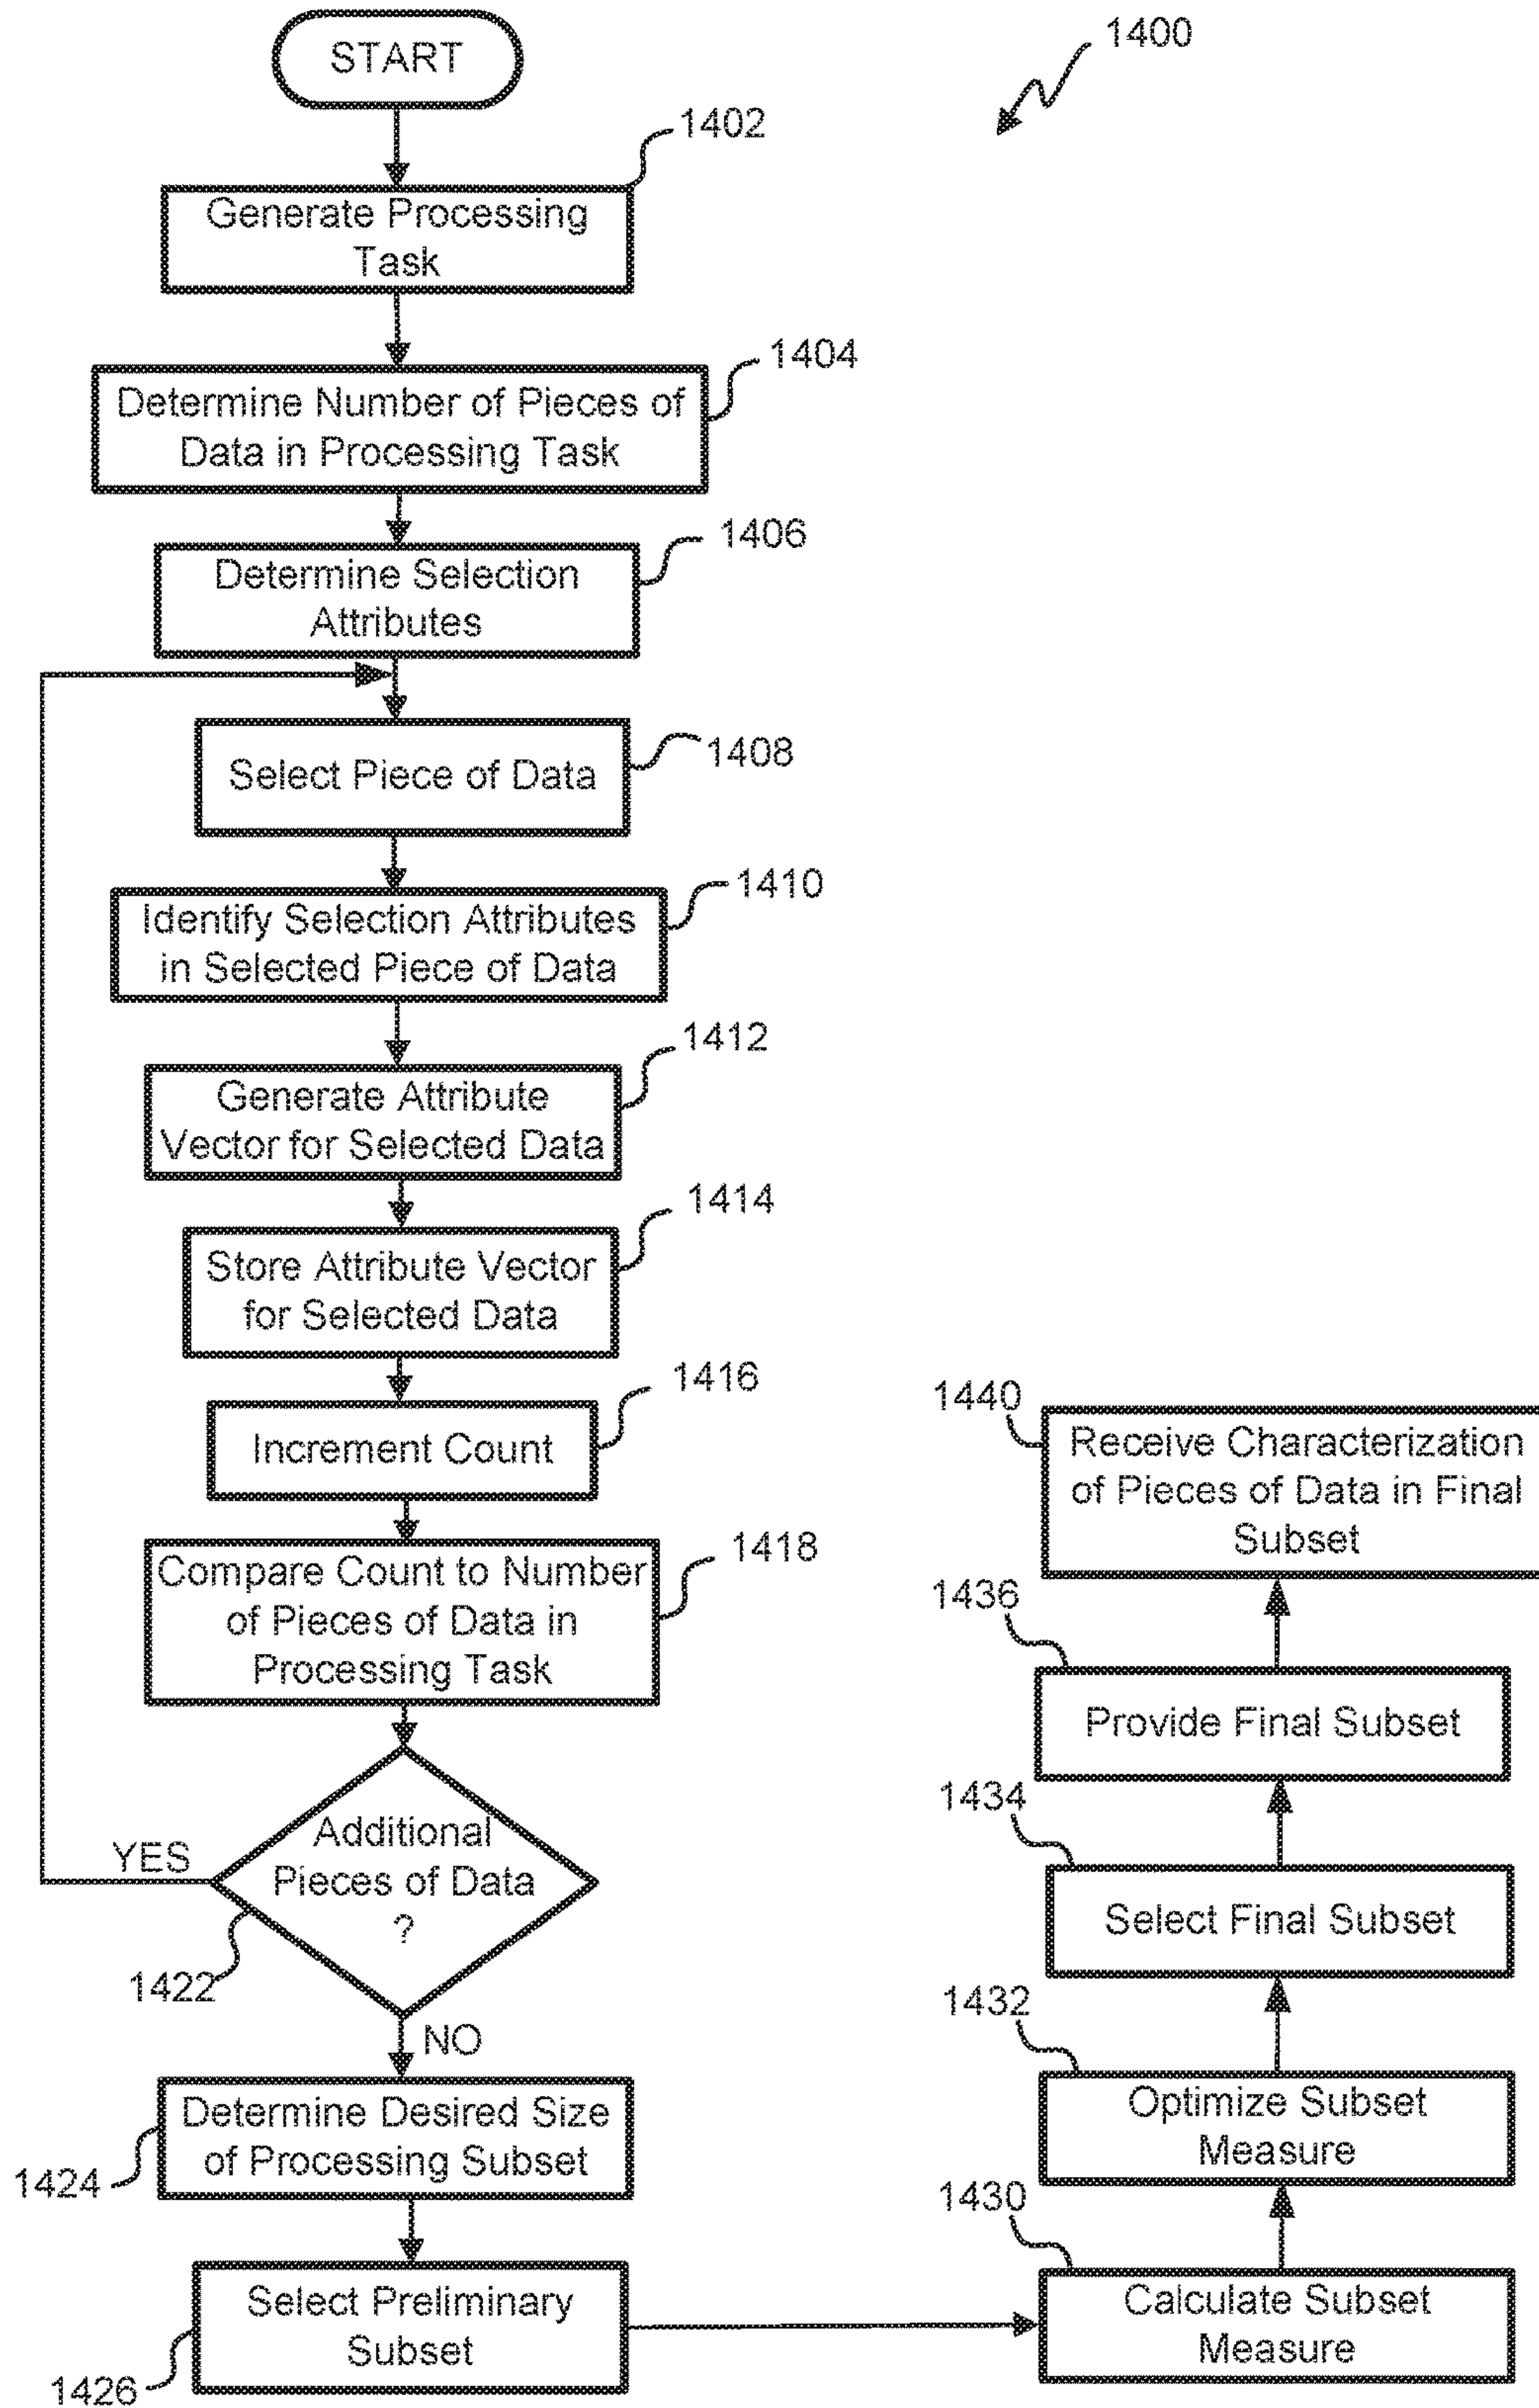 START
1400
1402
Generate Processing
Task
1404
Determine Number of Pieces of
Data in Processing Task
1406
Determine Selection
Attributes
1408
Select Piece of Data
1410
Identify Selection Attributes
in Selected Piece of Data
1412
Generate Attribute
Vector for Selected Data
1414
Store Attribute Vector
for Selected Data
1416
Increment Count
1418
Compare Count to Number
of Pieces of Data in
Processing Task
Additional
Pieces of Data
?
YES
1422
NO
Determine Desired Size
of Processing Subset
1424
Select Preliminary
Subset
1426
1430
Calculate Subset
Measure
1432
Optimize Subset
Measure
1434
Select Final Subset
1436
Provide Final Subset
1440
Receive Characterization
of Pieces of Data in Final
Subset